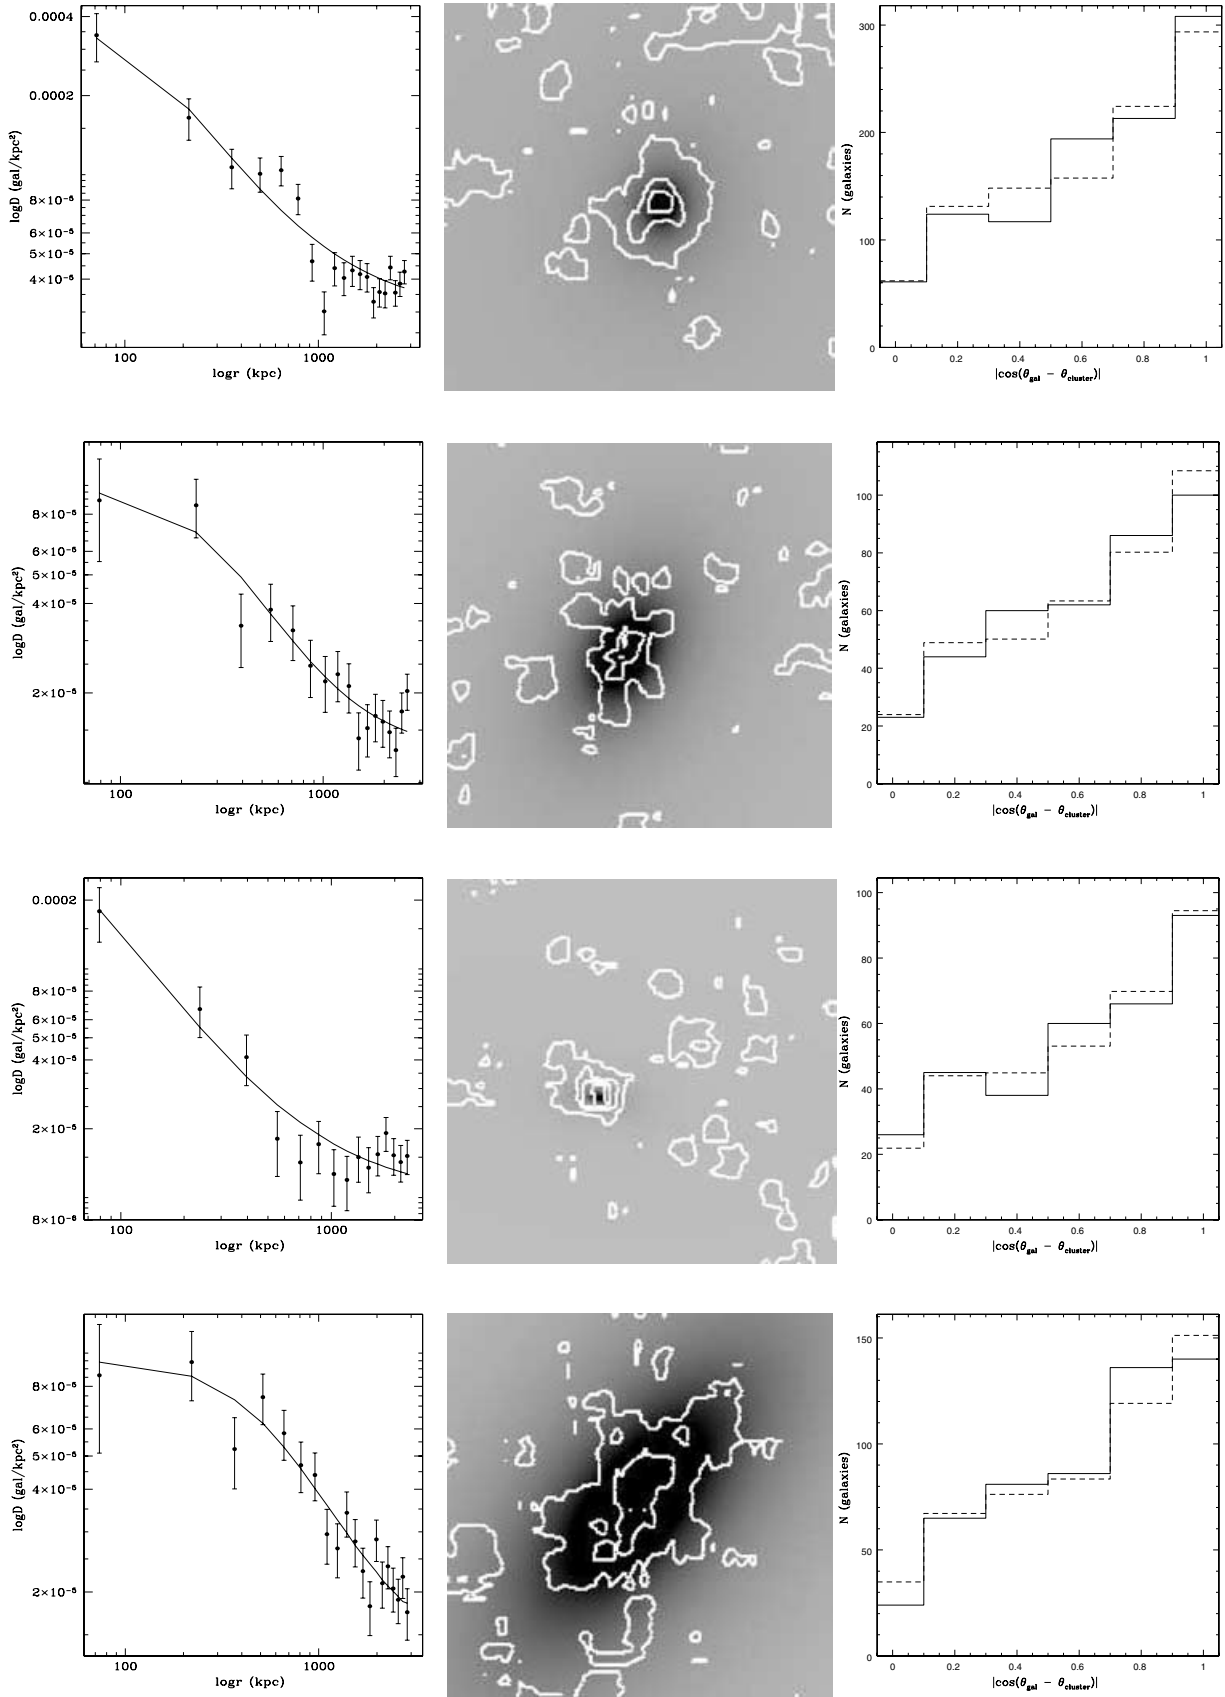 0.0004
0.0002
8×10⁻⁵
6×10⁻⁵
5×10⁻⁵
4×10⁻⁵
logD (gal/kpc²)
100 1000
logr (kpc)
300
200
100
0
N (galaxies)
0 0.2 0.4 0.6 0.8 1
|cos(θgal − θcluster)|
8×10⁻⁵
6×10⁻⁵
5×10⁻⁵
4×10⁻⁵
2×10⁻⁵
logD (gal/kpc²)
100 1000
logr (kpc)
100
80
60
40
20
0
N (galaxies)
0 0.2 0.4 0.6 0.8 1
|cos(θgal − θcluster)|
0.0002
8×10⁻⁵
6×10⁻⁵
5×10⁻⁵
4×10⁻⁵
2×10⁻⁵
8×10⁻⁶
logD (gal/kpc²)
100 1000
logr (kpc)
100
80
60
40
20
0
N (galaxies)
0 0.2 0.4 0.6 0.8 1
|cos(θgal − θcluster)|
8×10⁻⁵
6×10⁻⁵
5×10⁻⁵
4×10⁻⁵
2×10⁻⁵
logD (gal/kpc²)
100 1000
logr (kpc)
150
100
50
0
N (galaxies)
0 0.2 0.4 0.6 0.8 1
|cos(θgal − θcluster)|